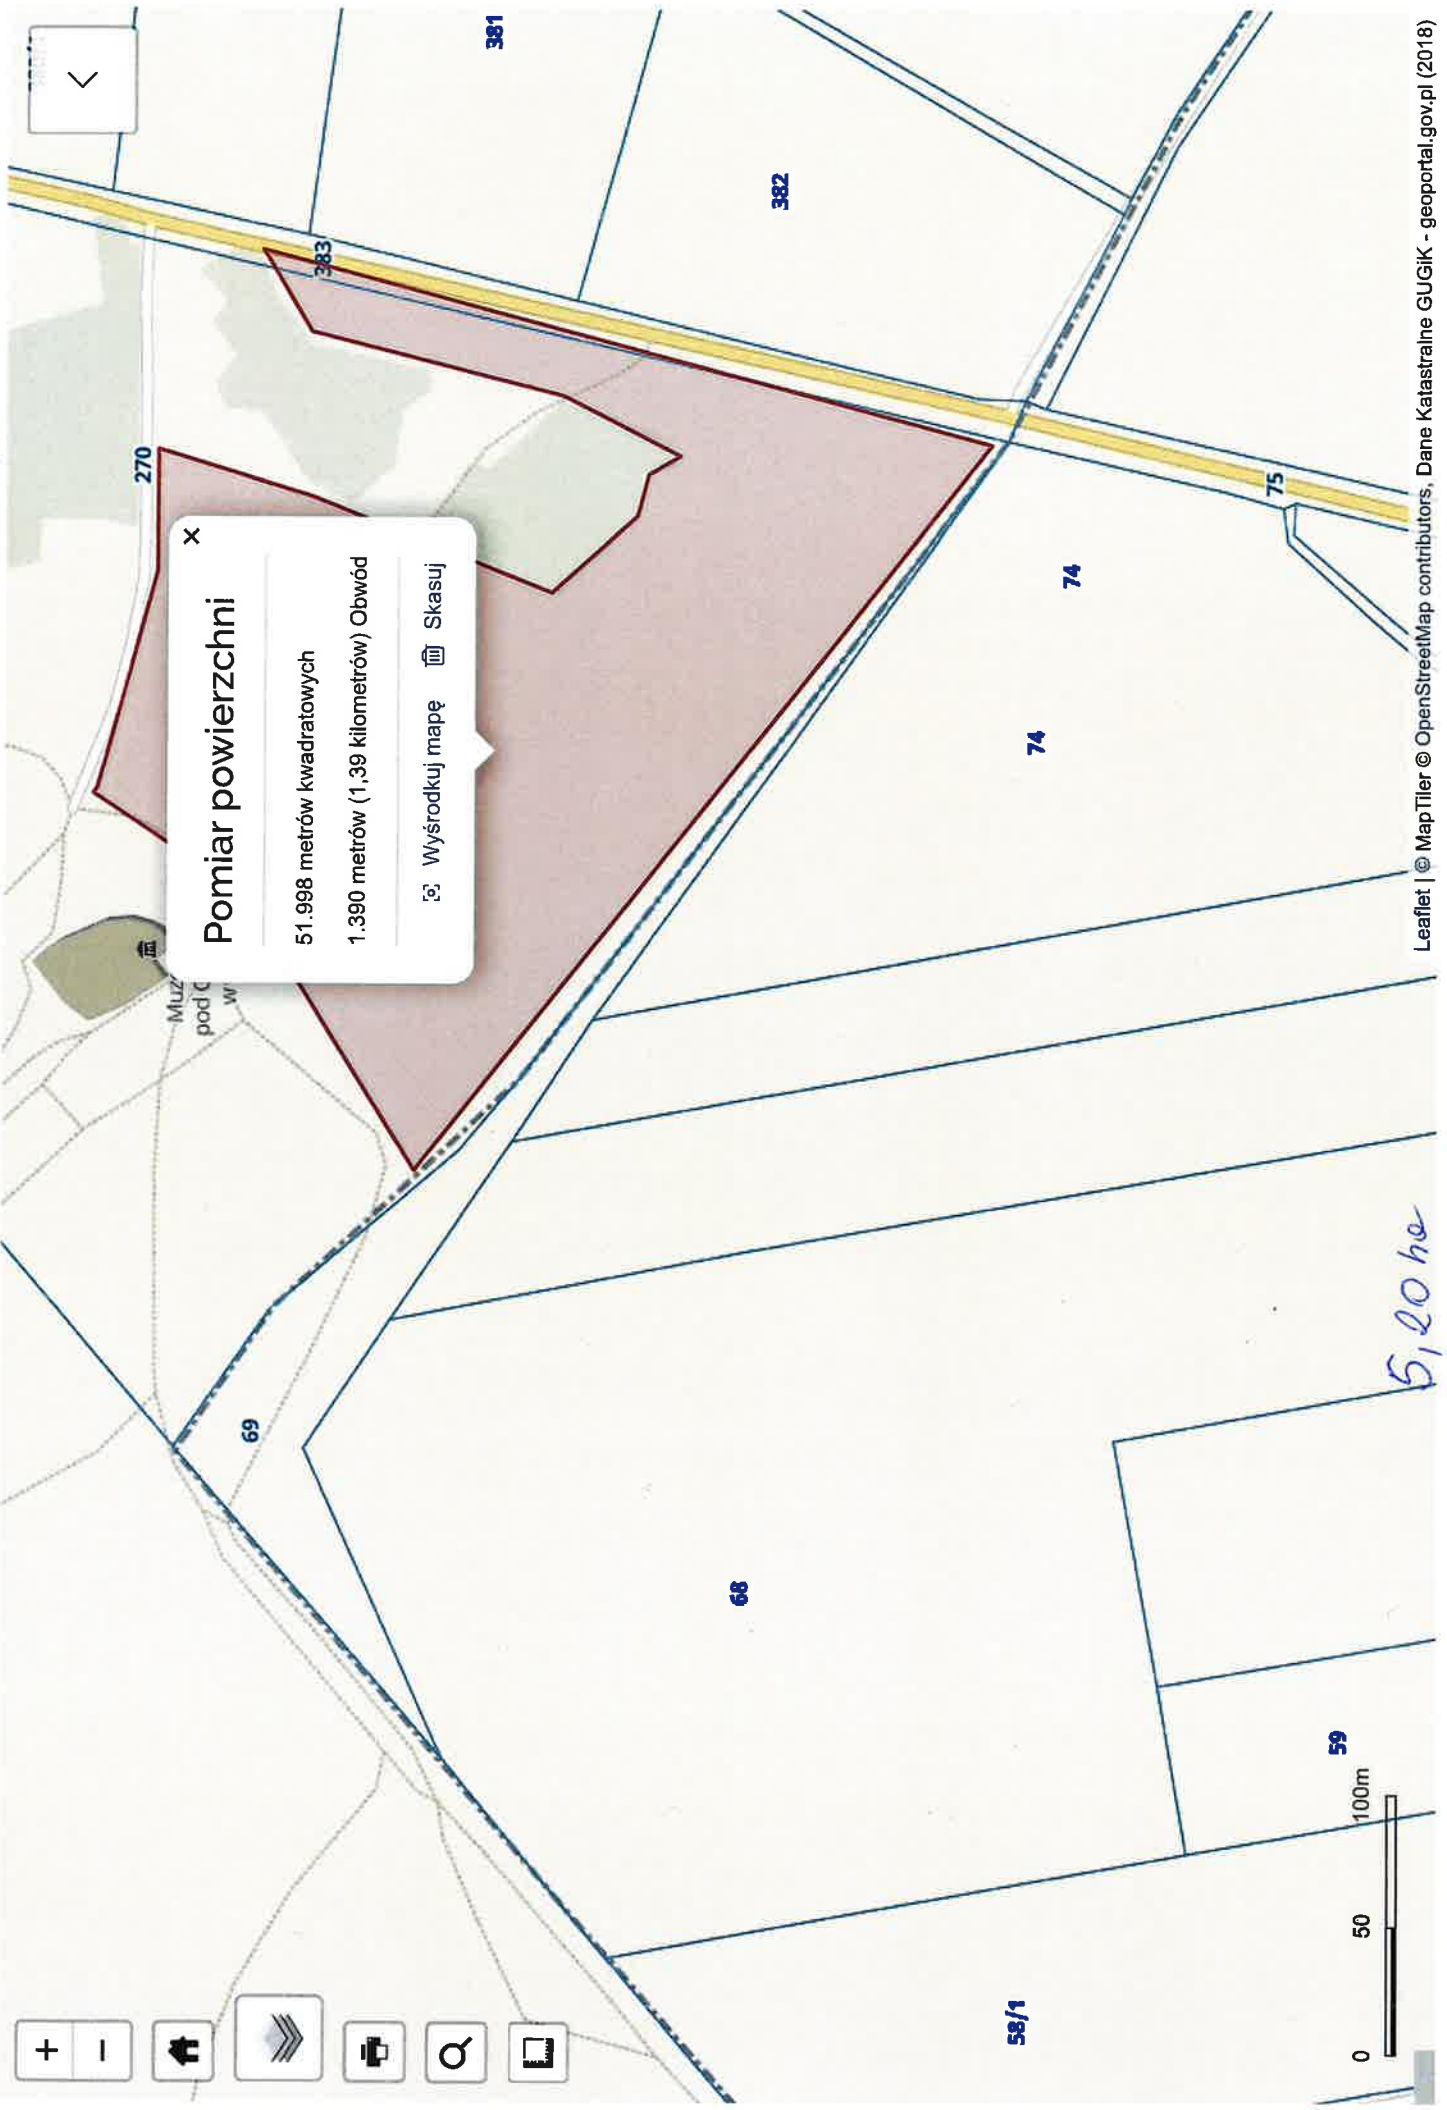 381
383
382
270
×
Pomiar powierzchni
51.998 metrów kwadratowych
1.390 metrów (1,39 kilometrów) Obwód
Wyśrodkuj mapę Skasuj
Muz
pod
w
74
74
75
69
68
59
58/1
+
−
0 50 100m
5,20 ha
Leaflet | © MapTiler © OpenStreetMap contributors, Dane Katastralne GUGiK - geoportal.gov.pl (2018)